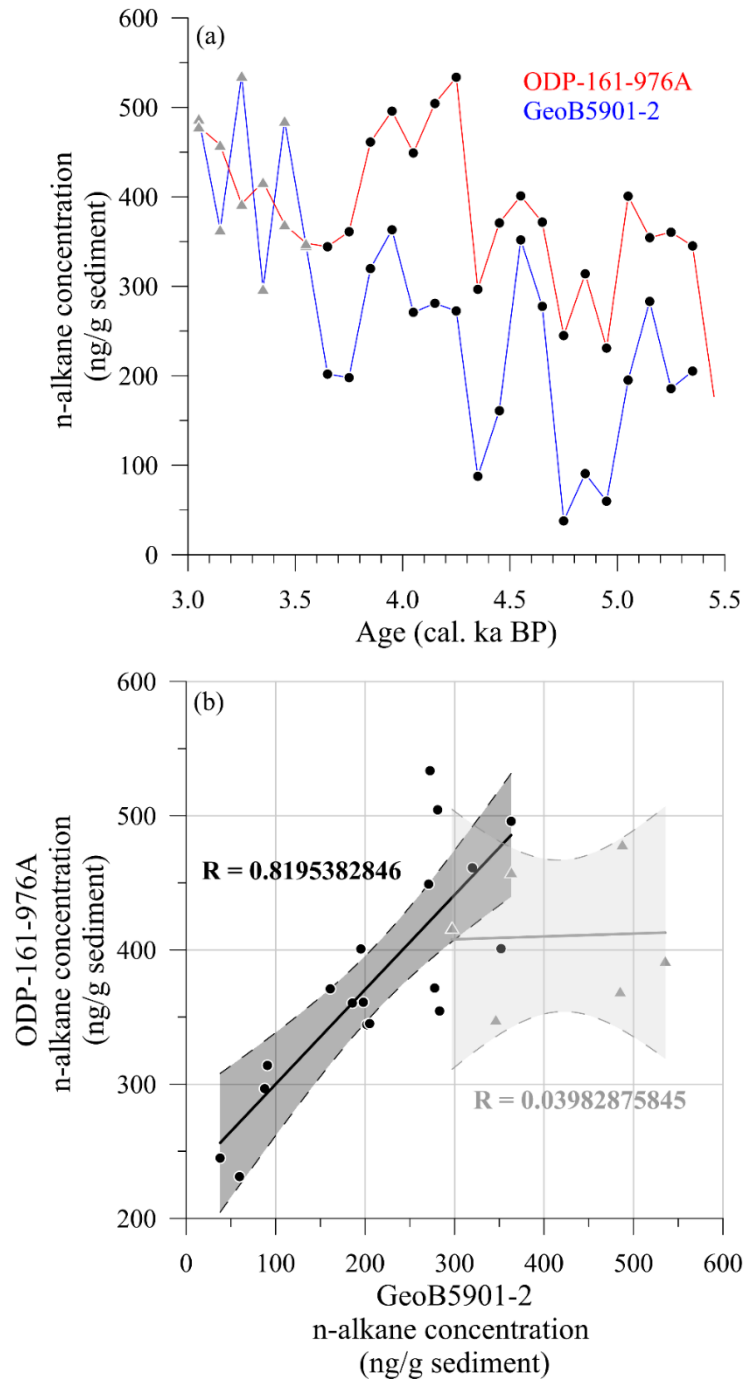 (a)
ODP-161-976A
GeoB5901-2
n-alkane concentration
(ng/g sediment)
600
500
400
300
200
100
0
3.0 3.5 4.0 4.5 5.0 5.5
Age (cal. ka BP)
(b)
R = 0.8195382846
R = 0.03982875845
ODP-161-976A
n-alkane concentration
(ng/g sediment)
600
500
400
300
200
0 100 200 300 400 500 600
GeoB5901-2
n-alkane concentration
(ng/g sediment)